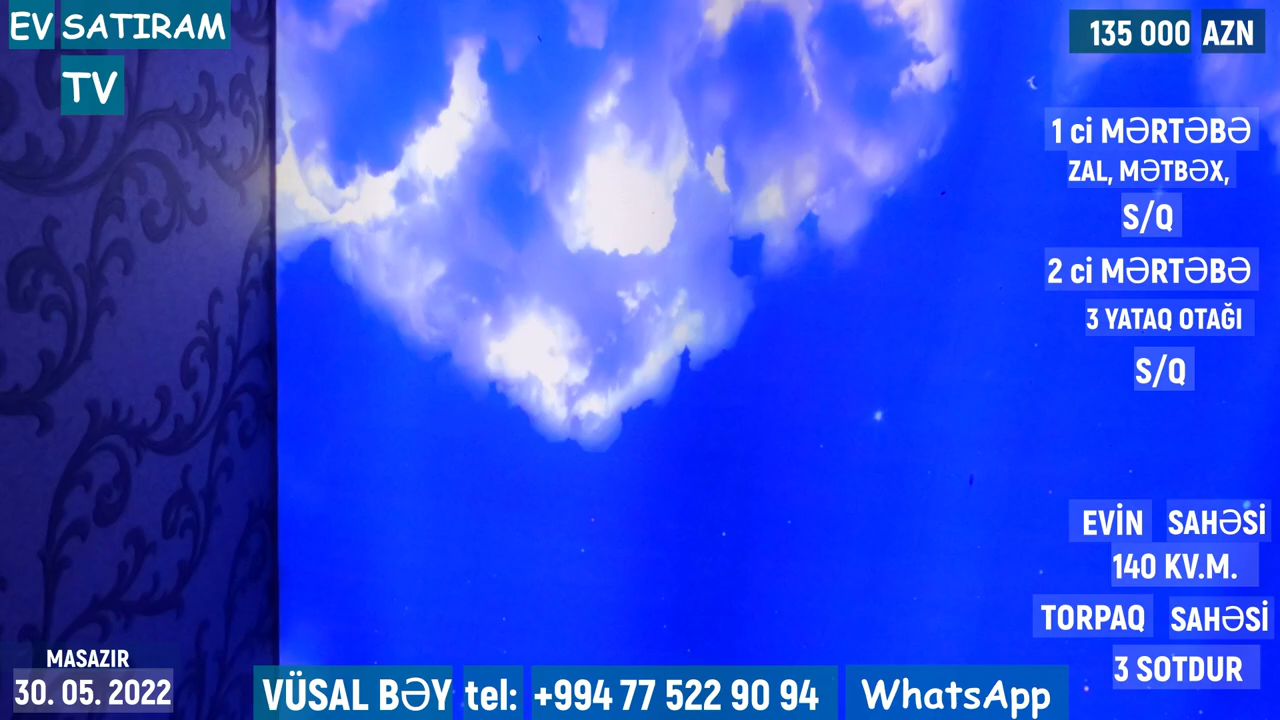 EV SATIRAM
TV
135 000 AZN
1 ci MƏRTƏBƏ
ZAL, MƏTBƏX,
S/Q
2 ci MƏRTƏBƏ
3 YATAQ OTAĞI
S/Q
EVİN SAHƏSİ
140 KV.M.
TORPAQ SAHƏSİ
3 SOTDUR
MASAZIR
30. 05. 2022
VÜSAL BƏY tel: +994 77 522 90 94 WhatsApp